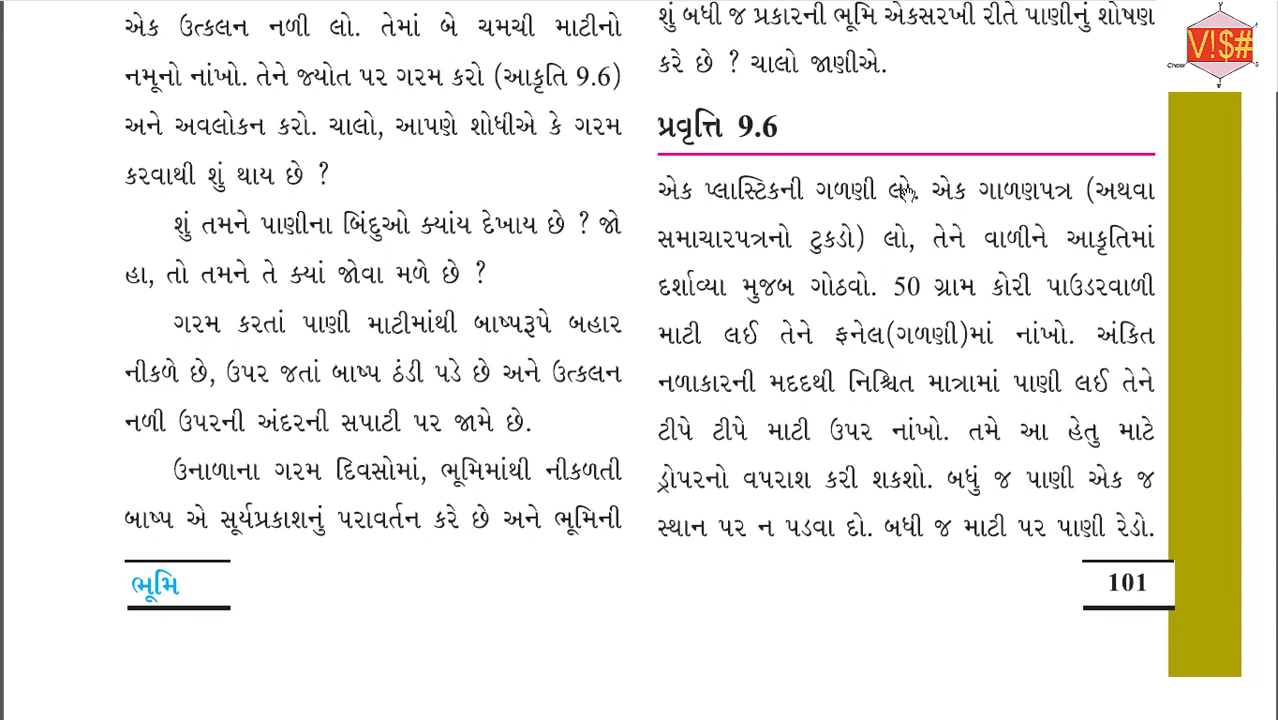 એક ઉત્કલન નળી લો. તેમાં બે ચમચી માટીનો
નમૂનો નાંખો. તેને જ્યોત પર ગરમ કરો (આકૃતિ 9.6)
અને અવલોકન કરો. ચાલો, આપણે શોધીએ કે ગરમ
કરવાથી શું થાય છે ?
શું તમને પાણીના બિંદુઓ ક્યાંય દેખાય છે ? જો
હા, તો તમને તે ક્યાં જોવા મળે છે ?
ગરમ કરતાં પાણી માટીમાંથી બાષ્પરૂપે બહાર
નીકળે છે, ઉપર જતાં બાષ્પ ઠંડી પડે છે અને ઉત્કલન
નળી ઉપરની અંદરની સપાટી પર જામે છે.
ઉનાળાના ગરમ દિવસોમાં, ભૂમિમાંથી નીકળતી
બાષ્પ એ સૂર્યપ્રકાશનું પરાવર્તન કરે છે અને ભૂમિની
શું બધી જ પ્રકારની ભૂમિ એકસરખી રીતે પાણીનું શોષણ
કરે છે ? ચાલો જાણીએ.
પ્રવૃત્તિ 9.6
એક પ્લાસ્ટિકની ગળણી લો. એક ગાળણપત્ર (અથવા
સમાચારપત્રનો ટુકડો) લો, તેને વાળીને આકૃતિમાં
દર્શાવ્યા મુજબ ગોઠવો. 50 ગ્રામ કોરી પાઉડરવાળી
માટી લઈ તેને ફનેલ(ગળણી)માં નાંખો. અંકિત
નળાકારની મદદથી નિશ્ચિત માત્રામાં પાણી લઈ તેને
ટીપે ટીપે માટી ઉપર નાંખો. તમે આ હેતુ માટે
ડ્રોપરનો વપરાશ કરી શકશો. બધું જ પાણી એક જ
સ્થાન પર ન પડવા દો. બધી જ માટી પર પાણી રેડો.
ભૂમિ
101
V!$#